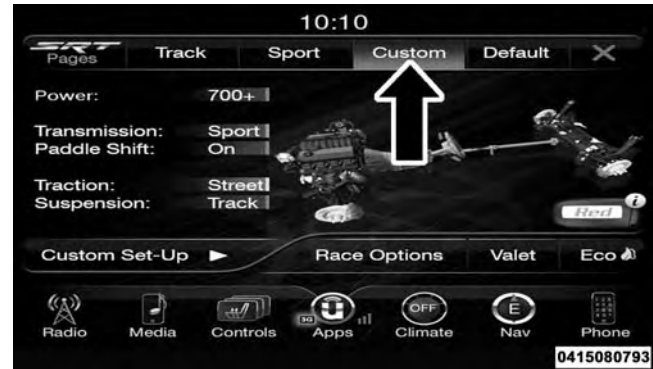 10:10
SRT
Pages Track Sport Custom Default X
Power: 700+
Transmission: Sport
Paddle Shift: On
Traction: Street
Suspension: Track
Red i
Custom Set-Up Race Options Valet Eco
3G OFF E
Radio Media Controls Apps Climate Nav Phone
0415080793